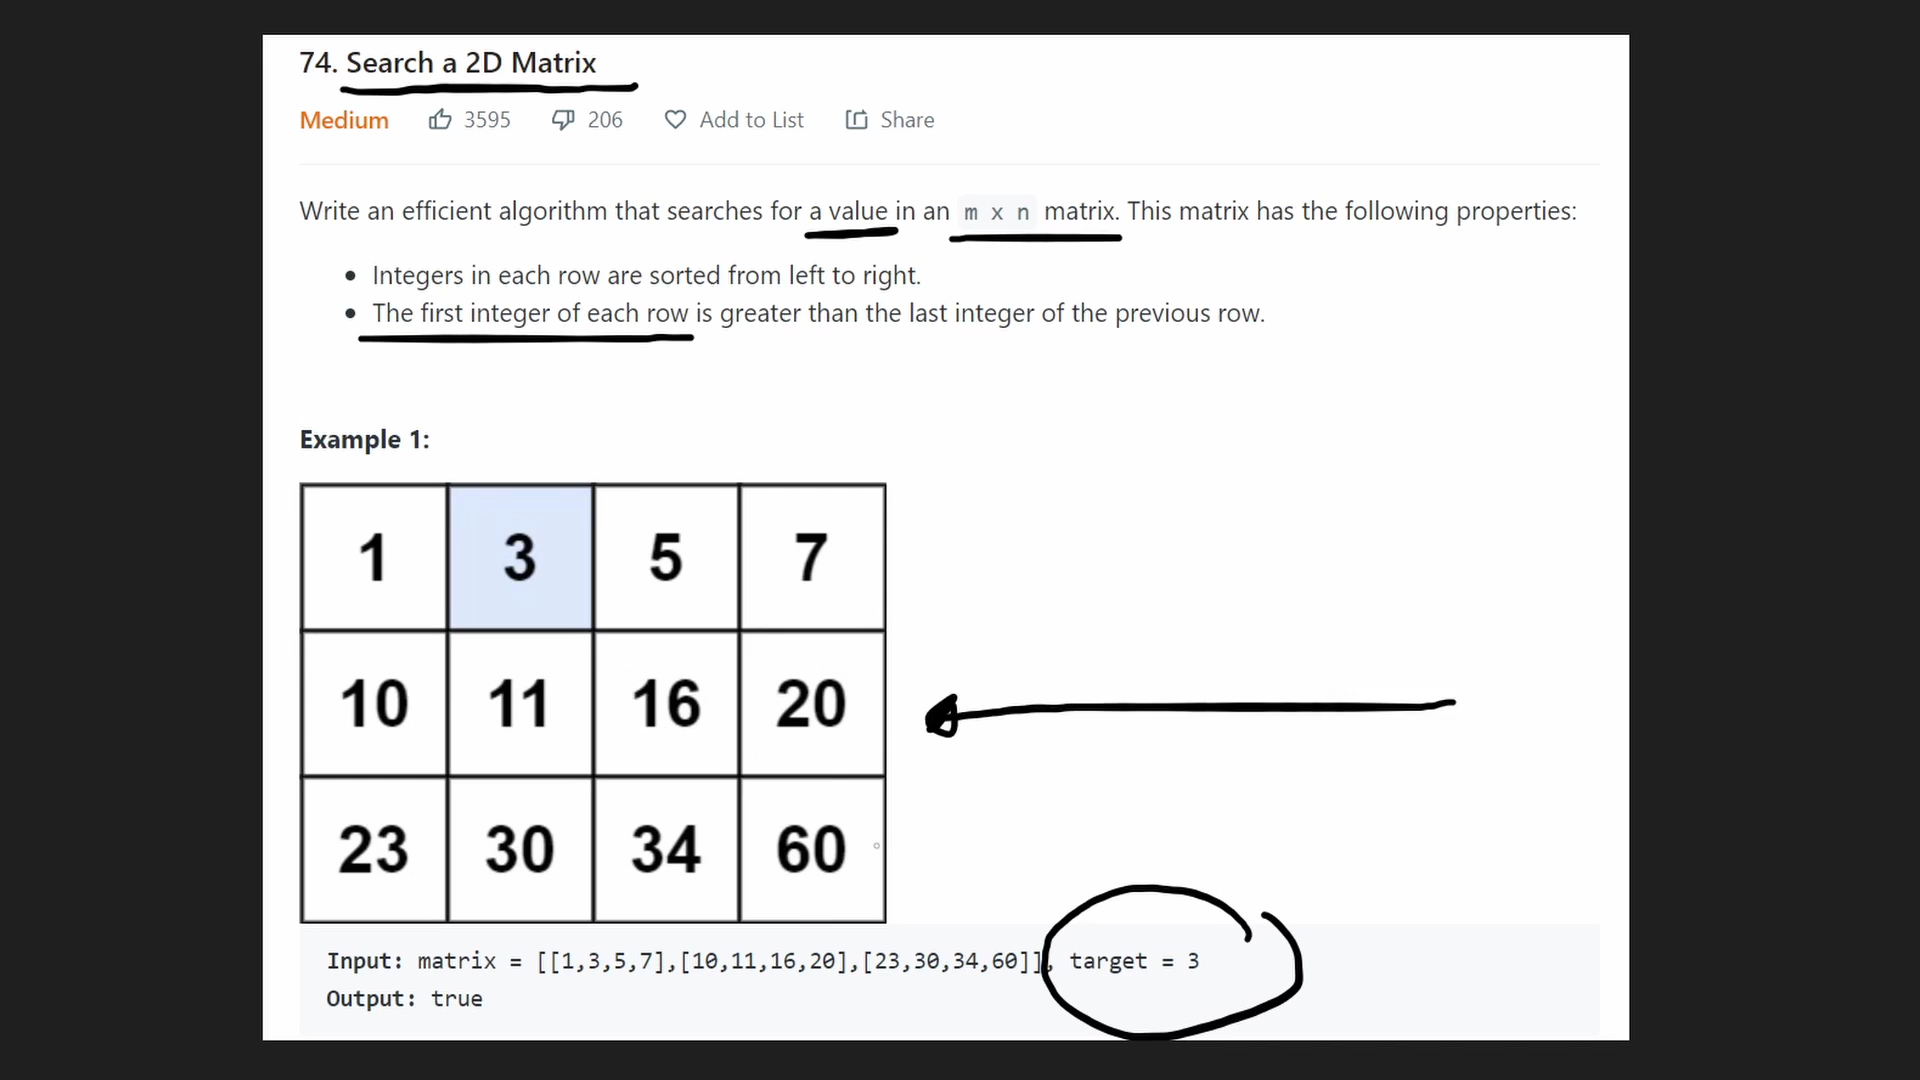 74. Search a 2D Matrix
Medium 3595 206 Add to List Share
Write an efficient algorithm that searches for a value in an m x n matrix. This matrix has the following properties:
• Integers in each row are sorted from left to right.
• The first integer of each row is greater than the last integer of the previous row.
Example 1:
1 3 5 7
10 11 16 20
23 30 34 60
Input: matrix = [[1,3,5,7],[10,11,16,20],[23,30,34,60]], target = 3
Output: true